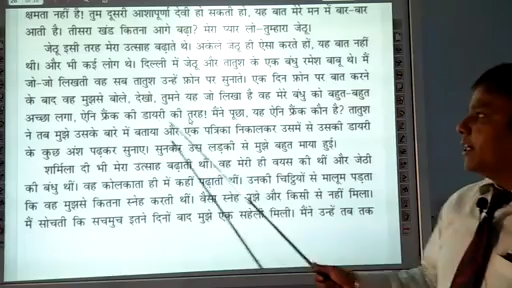 क्षमता नहीं है! तुम दूसरी आशापूर्णा देवी हो सकती हो, यह बात मेरे मन में बार-बार
आती है। तीसरा खंड कितना आगे बढ़ा? मेरा प्यार लो-तुम्हारा जेठू।
जेठू इसी तरह मेरा उत्साह बढ़ाते थे। अकेले जेठू ही ऐसा करते हों, यह बात नहीं
थी। और भी कई लोग थे। दिल्ली में जेठू और तातुश के एक बंधु रमेश बाबू थे। मैं
जो-जो लिखती वह सब तातुश उन्हें फ़ोन पर सुनाते। एक दिन फ़ोन पर बात करने
के बाद वह मुझसे बोले, देखो, तुमने यह जो लिखा है वह मेरे बंधु को बहुत-बहुत
अच्छा लगा, ऐनि फ्रैंक की डायरी की तुरह! मैंने पूछा, यह ऐनि फ्रैंक कौन है? तातुश
ने तब मुझे उसके बारे में बताया और एक पत्रिका निकालकर उसमें से उसकी डायरी
के कुछ अंश पढ़कर सुनाए। सुनकर उस लड़की से मुझे बहुत माया हुई।
शर्मिला दी भी मेरा उत्साह बढ़ाती थीं। वह मेरी ही वयस की थीं और जेठी
की बंधु थीं। वह कोलकाता ही में कहीं पढ़ाती थीं। उनकी चिट्ठियों से मालूम पड़ता
कि वह मुझसे कितना स्नेह करती थीं। वैसा स्नेह मुझे और किसी से नहीं मिला।
मैं सोचती कि सचमुच इतने दिनों बाद मुझे एक सहेली मिली। मैंने उन्हें तब तक